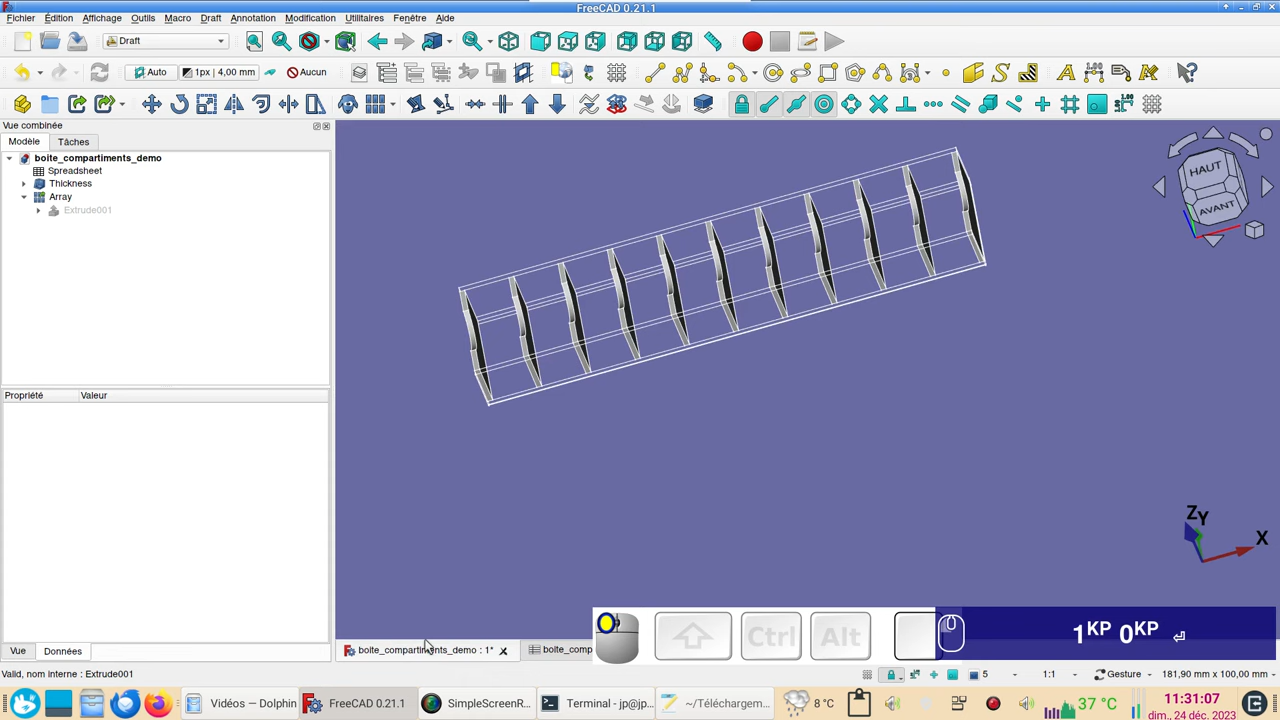 FreeCAD 0.21.1
Fichier Édition Affichage Outils Macro Draft Annotation Modification Utilitaires Fenêtre Aide
Draft
Auto 1px | 4,00 mm Aucun
Vue combinée
Modèle Tâches
boite_compartiments_demo
Spreadsheet
Thickness
Array
Extrude001
HAUT
AVANT
Propriété Valeur
Z Y
X
1KP 0KP ⏎
Ctrl Alt
Vue Données
boite_compartiments_demo : 1* boite_comp
Valid, nom interne : Extrude001
5 1:1 Gesture 181,90 mm x 100,00 mm
Vidéos — Dolphin FreeCAD 0.21.1 SimpleScreenR... Terminal - jp@jp... ~/Téléchargem...
8°C 37 °C 11:31:07
dim., 24 déc. 2023